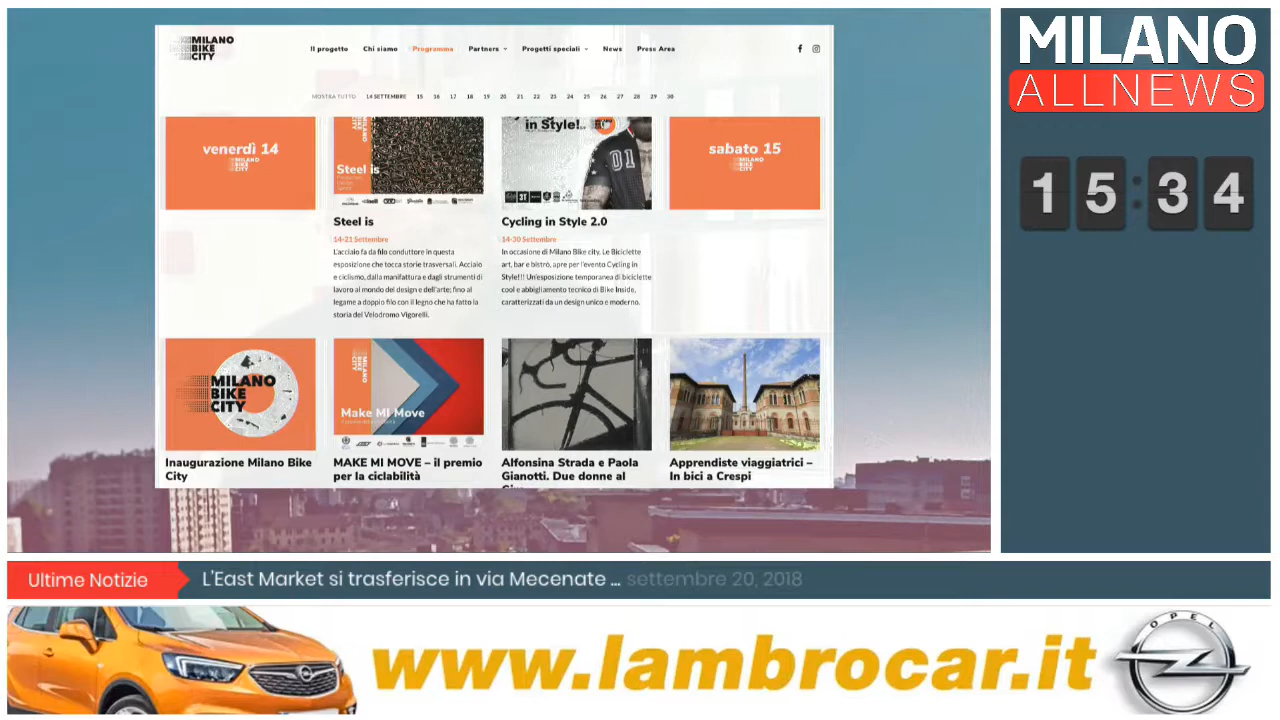 MILANO
BIKE
CITY
Il progetto Chi siamo Programma Partners Progetti speciali News Press Area
MOSTRA TUTTO 14 SETTEMBRE 15 16 17 18 19 20 21 22 23 24 25 26 27 28 29 30
venerdì 14
MILANO
BIKE
CITY
MILANO
BIKE
CITY
Steel is
in Style!
01
sabato 15
MILANO
BIKE
CITY
Steel is
14-21 Settembre
L'acciaio fa da filo conduttore in questa
esposizione che tocca storie trasversali. Acciaio
e ciclismo, dalla manifattura e dagli strumenti di
lavoro al mondo del design e dell'arte; fino al
legame a doppio filo con il legno che ha fatto la
storia del Velodromo Vigorelli.
Cycling in Style 2.0
14-30 Settembre
In occasione di Milano Bike city, Le Biciclette
art, bar e bistrò, apre per l'evento Cycling in
Style!!! Un'esposizione temporanea di biciclette
cool e abbigliamento tecnico di Bike Inside,
caratterizzati da un design unico e moderno.
MILANO
BIKE
CITY
MILANO
BIKE
CITY
Make MI Move
Inaugurazione Milano Bike
City
MAKE MI MOVE – il premio
per la ciclabilità
Alfonsina Strada e Paola
Gianotti. Due donne al
Apprendiste viaggiatrici –
In bici a Crespi
MILANO
ALLNEWS
15:34
Ultime Notizie L'East Market si trasferisce in via Mecenate ... settembre 20, 2018
www.lambrocar.it
OPEL